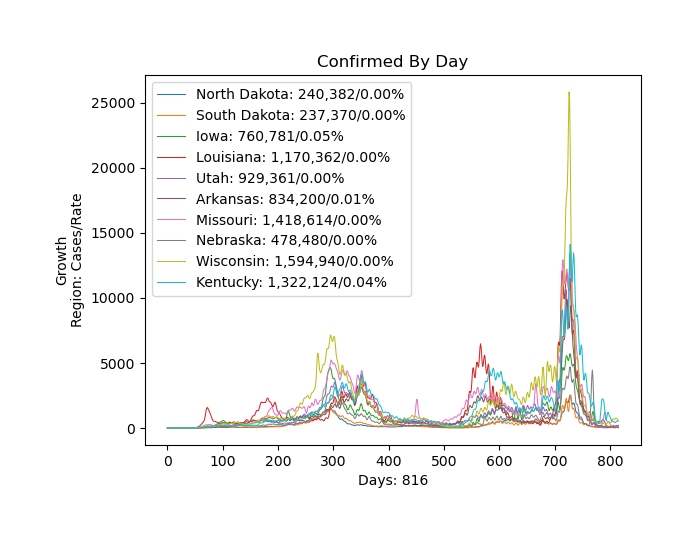 Confirmed By Day
25000
20000
15000
10000
5000
0
Growth
Region: Cases/Rate
North Dakota: 240,382/0.00%
South Dakota: 237,370/0.00%
Iowa: 760,781/0.05%
Louisiana: 1,170,362/0.00%
Utah: 929,361/0.00%
Arkansas: 834,200/0.01%
Missouri: 1,418,614/0.00%
Nebraska: 478,480/0.00%
Wisconsin: 1,594,940/0.00%
Kentucky: 1,322,124/0.04%
0 100 200 300 400 500 600 700 800
Days: 816